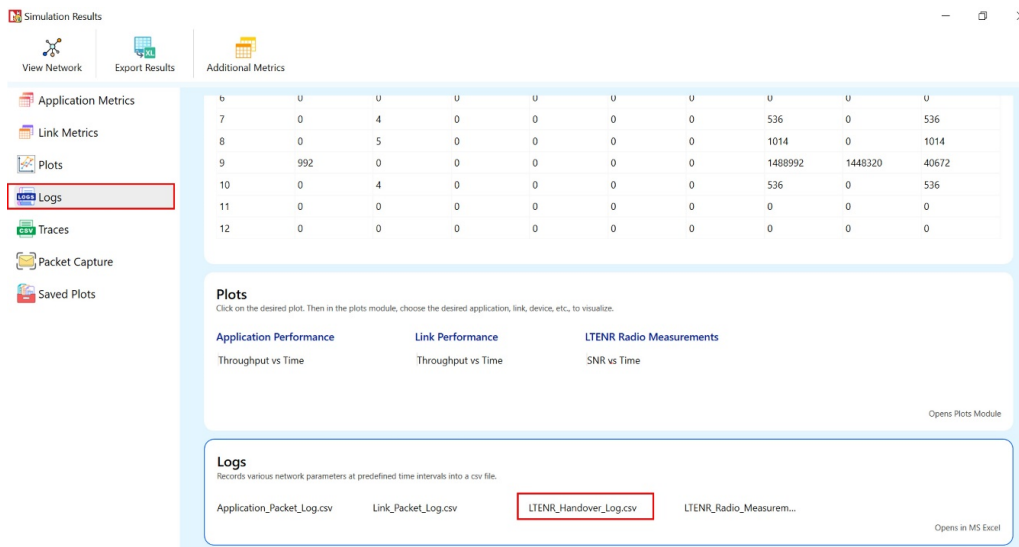 Simulation Results
View Network Export Results Additional Metrics
Application Metrics
Link Metrics
Plots
Logs
Traces
Packet Capture
Saved Plots
6 0 0 0 0 0 0 0 0 0
7 0 4 0 0 0 0 536 0 536
8 0 5 0 0 0 0 1014 0 1014
9 992 0 0 0 0 0 1488992 1448320 40672
10 0 4 0 0 0 0 536 0 536
11 0 0 0 0 0 0 0 0 0
12 0 0 0 0 0 0 0 0 0
Plots
Click on the desired plot. Then in the plots module, choose the desired application, link, device, etc., to visualize.
Application Performance Link Performance LTENR Radio Measurements
Throughput vs Time Throughput vs Time SNR vs Time
Opens Plots Module
Logs
Records various network parameters at predefined time intervals into a csv file.
Application_Packet_Log.csv Link_Packet_Log.csv LTENR_Handover_Log.csv LTENR_Radio_Measurem...
Opens in MS Excel